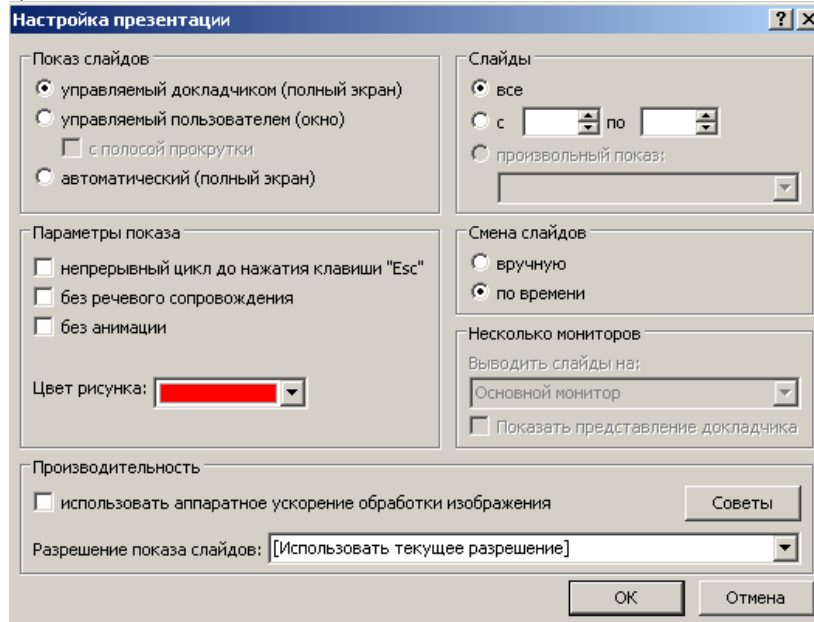 Настройка презентации
Показ слайдов
управляемый докладчиком (полный экран)
управляемый пользователем (окно)
с полосой прокрутки
автоматический (полный экран)
Слайды
все
с по
произвольный показ:
Параметры показа
непрерывный цикл до нажатия клавиши "Esc"
без речевого сопровождения
без анимации
Цвет рисунка:
Смена слайдов
вручную
по времени
Несколько мониторов
Выводить слайды на:
Основной монитор
Показать представление докладчика
Производительность
использовать аппаратное ускорение обработки изображения
Советы
Разрешение показа слайдов: [Использовать текущее разрешение]
ОК Отмена